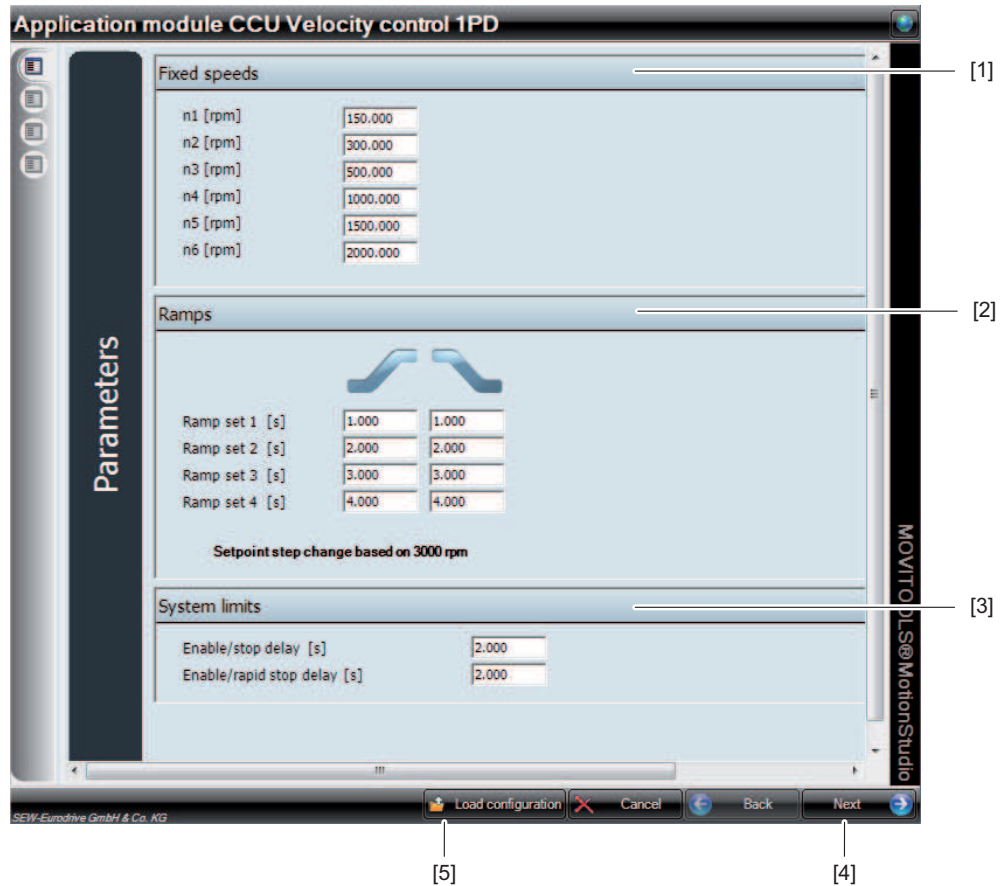 Application module CCU Velocity control 1PD
Fixed speeds
[1]
n1 [rpm] 150.000
n2 [rpm] 300.000
n3 [rpm] 500.000
n4 [rpm] 1000.000
n5 [rpm] 1500.000
n6 [rpm] 2000.000
Parameters
Ramps
[2]
Ramp set 1 [s] 1.000 1.000
Ramp set 2 [s] 2.000 2.000
Ramp set 3 [s] 3.000 3.000
Ramp set 4 [s] 4.000 4.000
Setpoint step change based on 3000 rpm
System limits
[3]
Enable/stop delay [s] 2.000
Enable/rapid stop delay [s] 2.000
MOVITOOLS®MotionStudio
Load configuration Cancel Back Next
SEW-Eurodrive GmbH & Co. KG
[5] [4]